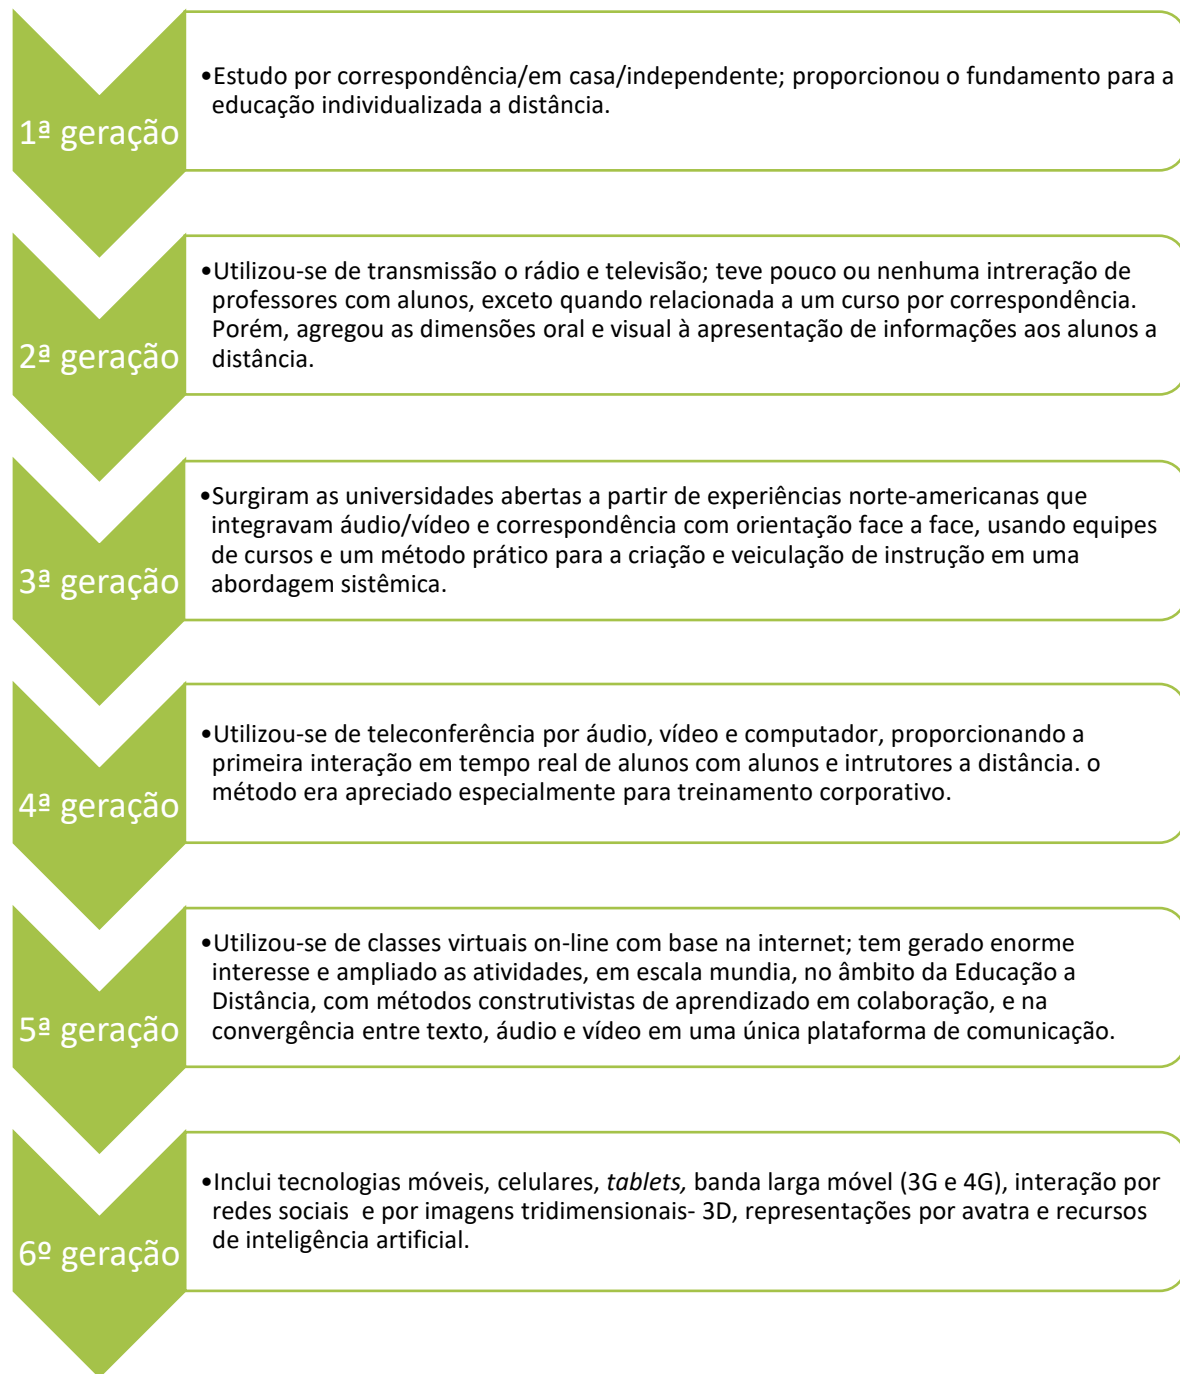 1ª geração
•Estudo por correspondência/em casa/independente; proporcionou o fundamento para a
educação individualizada a distância.
2ª geração
•Utilizou-se de transmissão o rádio e televisão; teve pouco ou nenhuma intreração de
professores com alunos, exceto quando relacionada a um curso por correspondência.
Porém, agregou as dimensões oral e visual à apresentação de informações aos alunos a
distância.
3ª geração
•Surgiram as universidades abertas a partir de experiências norte-americanas que
integravam áudio/vídeo e correspondência com orientação face a face, usando equipes
de cursos e um método prático para a criação e veiculação de instrução em uma
abordagem sistêmica.
4ª geração
•Utilizou-se de teleconferência por áudio, vídeo e computador, proporcionando a
primeira interação em tempo real de alunos com alunos e intrutores a distância. o
método era apreciado especialmente para treinamento corporativo.
5ª geração
•Utilizou-se de classes virtuais on-line com base na internet; tem gerado enorme
interesse e ampliado as atividades, em escala mundia, no âmbito da Educação a
Distância, com métodos construtivistas de aprendizado em colaboração, e na
convergência entre texto, áudio e vídeo em uma única plataforma de comunicação.
6º geração
•Inclui tecnologias móveis, celulares, tablets, banda larga móvel (3G e 4G), interação por
redes sociais e por imagens tridimensionais- 3D, representações por avatra e recursos
de inteligência artificial.